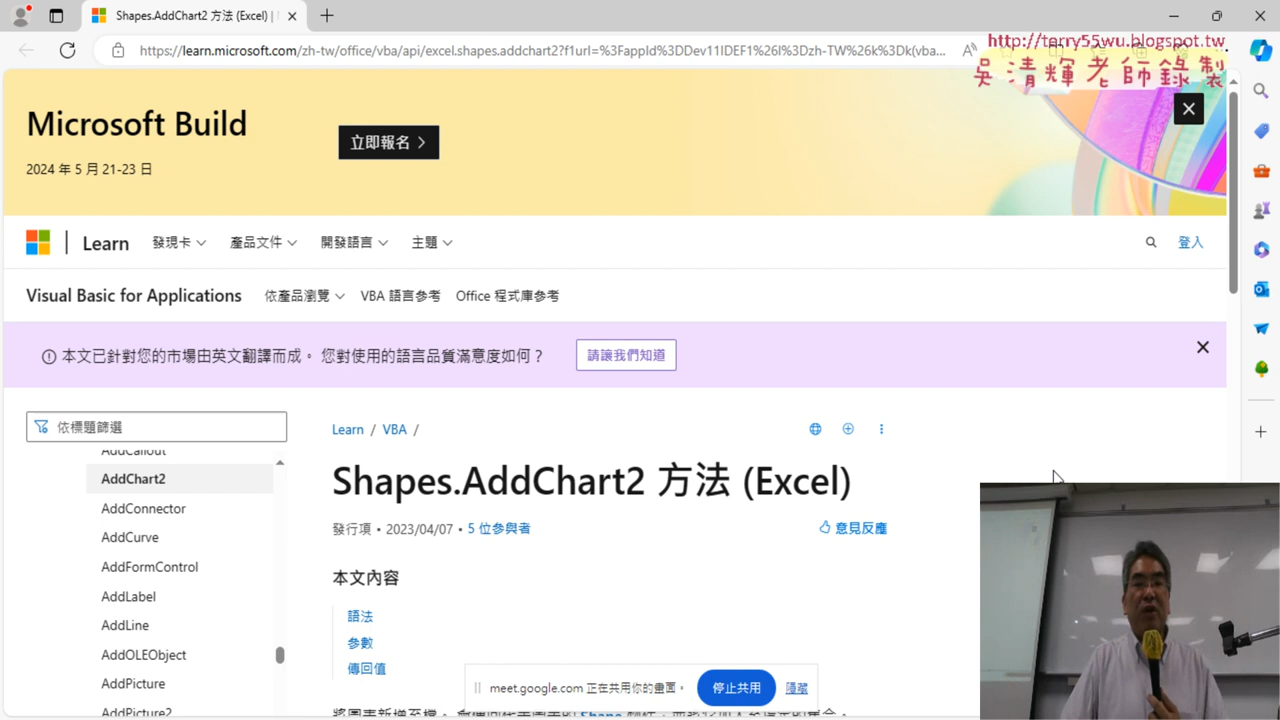 Shapes.AddChart2 方法 (Excel) |
https://learn.microsoft.com/zh-tw/office/vba/api/excel.shapes.addchart2?f1url=%3FappId%3DDev11IDEF1%26l%3Dzh-TW%26k%3Dk(vba...
http://terry55wu.blogspot.tw
吳清輝老師錄製
Microsoft Build
立即報名
2024 年 5 月 21-23 日
Learn
發現卡
產品文件
開發語言
主題
登入
Visual Basic for Applications
依產品瀏覽
VBA 語言參考
Office 程式庫參考
本文已針對您的市場由英文翻譯而成。 您對使用的語言品質滿意度如何？
請讓我們知道
依標題篩選
AddCallout
AddChart2
AddConnector
AddCurve
AddFormControl
AddLabel
AddLine
AddOLEObject
AddPicture
AddPicture2
Learn / VBA /
Shapes.AddChart2 方法 (Excel)
發行項 • 2023/04/07 • 5 位參與者
意見反應
本文內容
語法
參數
傳回值
meet.google.com 正在共用你的畫面。
停止共用
隱藏